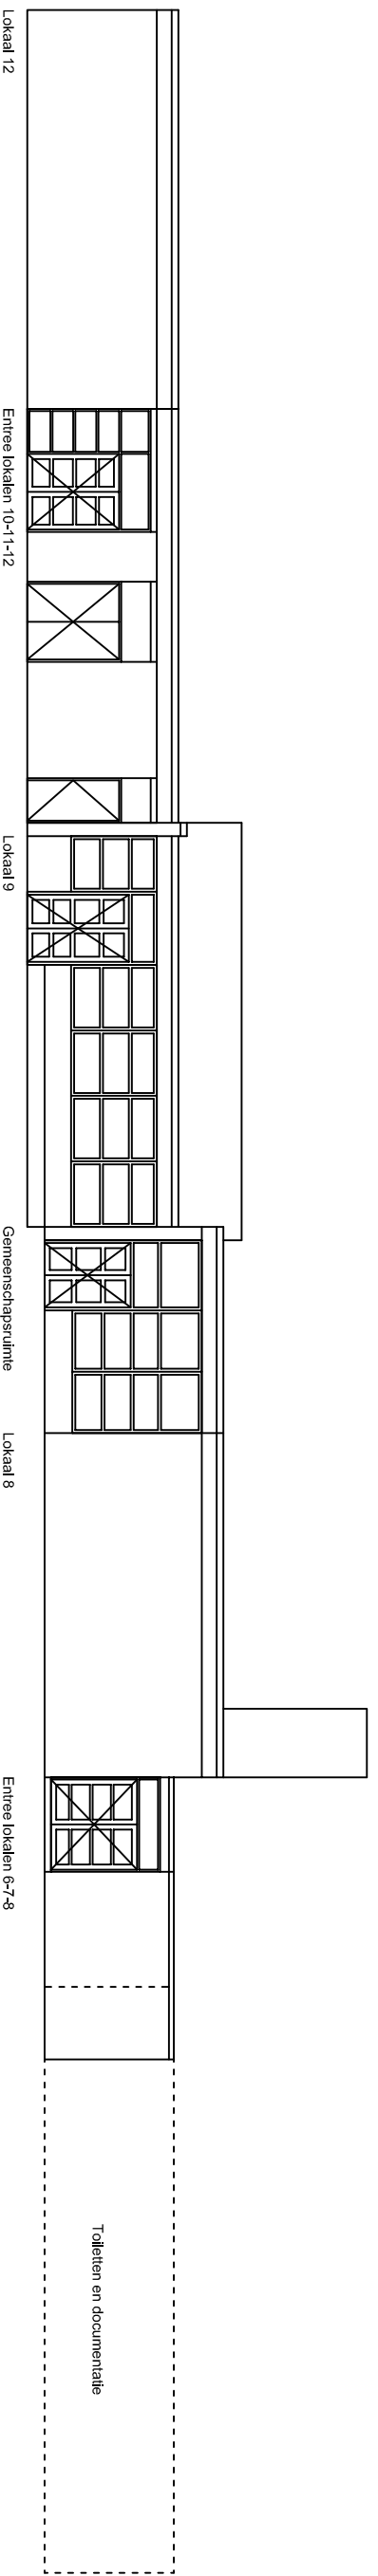 Lokaal 12
Entree lokalen 10-11-12
Lokaal 9
Gemeenschapsruimte
Lokaal 8
Entree lokalen 6-7-8
Toiletten en documentatie